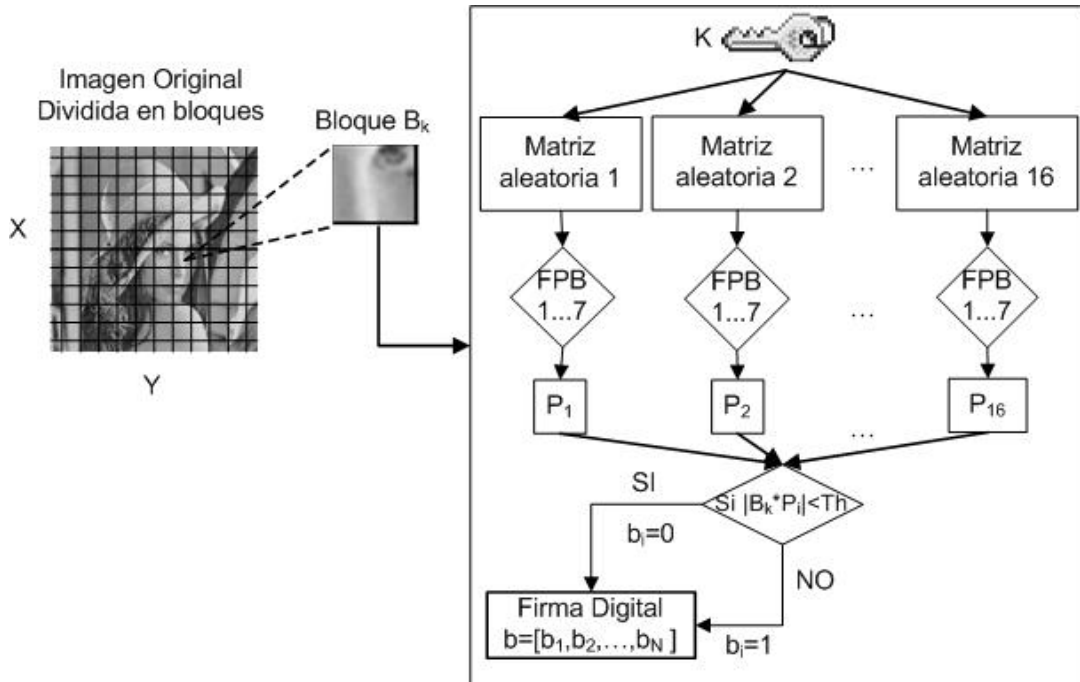 Imagen Original
Dividida en bloques
X
Y
Bloque Bₖ
K
Matriz
aleatoria 1
Matriz
aleatoria 2
...
Matriz
aleatoria 16
FPB
1...7
FPB
1...7
...
FPB
1...7
P₁
P₂
...
P₁₆
Si |Bₖ*Pᵢ|<Th
SI
bᵢ=0
NO
bᵢ=1
Firma Digital
b=[b₁,b₂,...,b_N ]